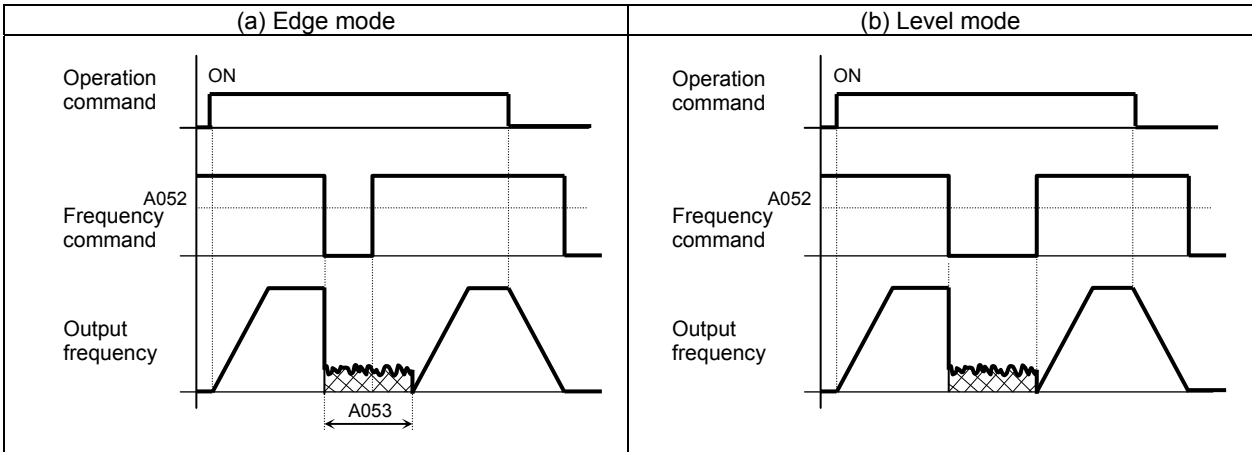 (a) Edge mode
Operation
command
ON
A052
Frequency
command
Output
frequency
A053
(b) Level mode
Operation
command
ON
A052
Frequency
command
Output
frequency